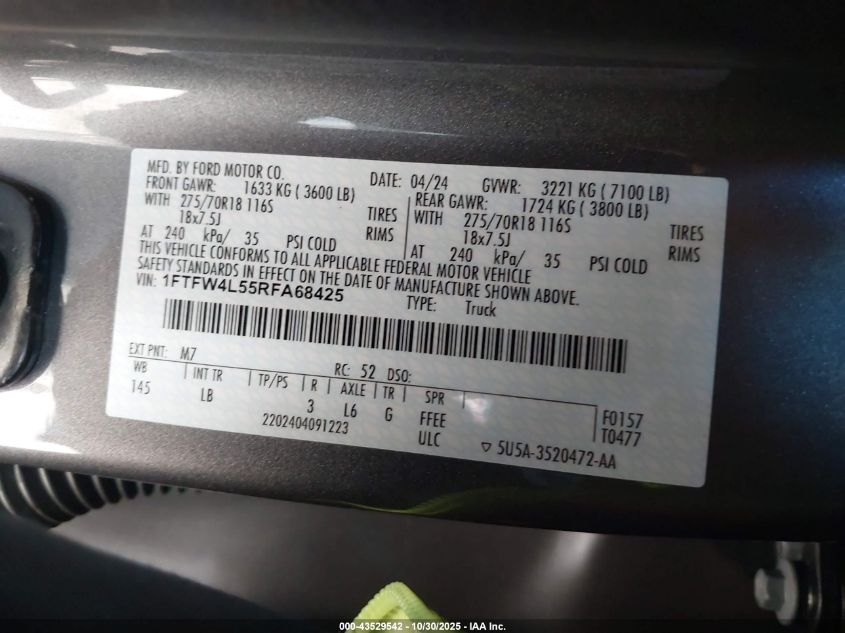 MFD. BY FORD MOTOR CO. DATE: 04/24 GVWR: 3221 KG ( 7100 LB)
FRONT GAWR: 1633 KG ( 3600 LB) REAR GAWR: 1724 KG ( 3800 LB)
WITH 275/70R18 116S TIRES WITH 275/70R18 116S TIRES
18x7.5J RIMS 18x7.5J RIMS
AT 240 kPa/ 35 PSI COLD AT 240 kPa/ 35 PSI COLD
THIS VEHICLE CONFORMS TO ALL APPLICABLE FEDERAL MOTOR VEHICLE
SAFETY STANDARDS IN EFFECT ON THE DATE OF MANUFACTURE SHOWN ABOVE.
VIN: 1FTFW4L55RFA68425 TYPE: Truck
EXT PNT: M7 RC: 52 DSO:
WB INT TR TP/PS R AXLE TR SPR
145 LB 3 L6 G FFEE F0157
2202404091223 ULC T0477
▽ 5U5A-3520472-AA
000-43529542 - 10/30/2025 - IAA Inc.